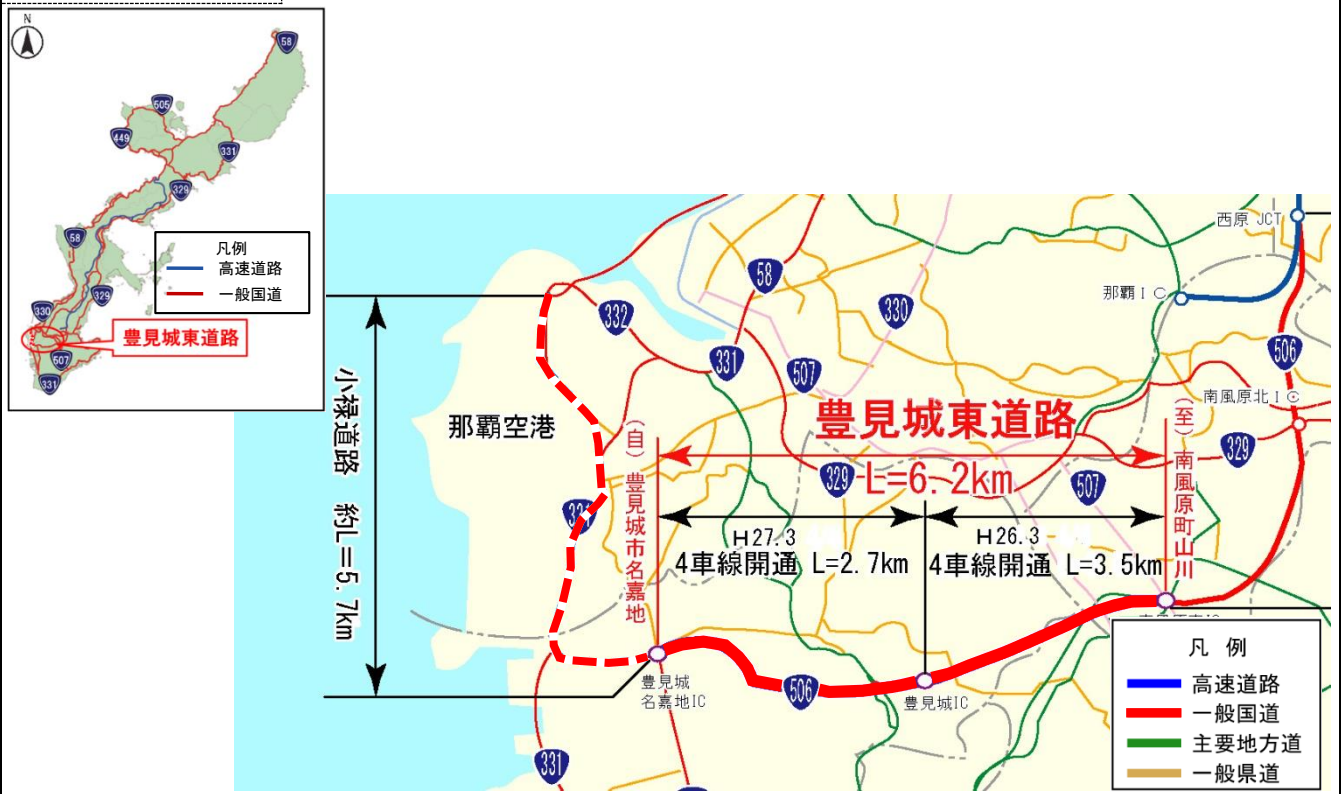 N
58
505
449
331
329
58
凡例
高速道路
一般国道
329
330
豊見城東道路
507
331
西原 JCT
58
那覇IC
332
330
506
331
507
南風原北IC
小禄道路 約L=5.7km
那覇空港
豊見城東道路
(自)豊見城市名嘉地
(至)南風原町山川
329
L=6.2km
329
507
331
H27.3
4車線開通 L=2.7km
H26.3
4車線開通 L=3.5km
豊見城
名嘉地IC
506
豊見城IC
331
凡 例
高速道路
一般国道
主要地方道
一般県道